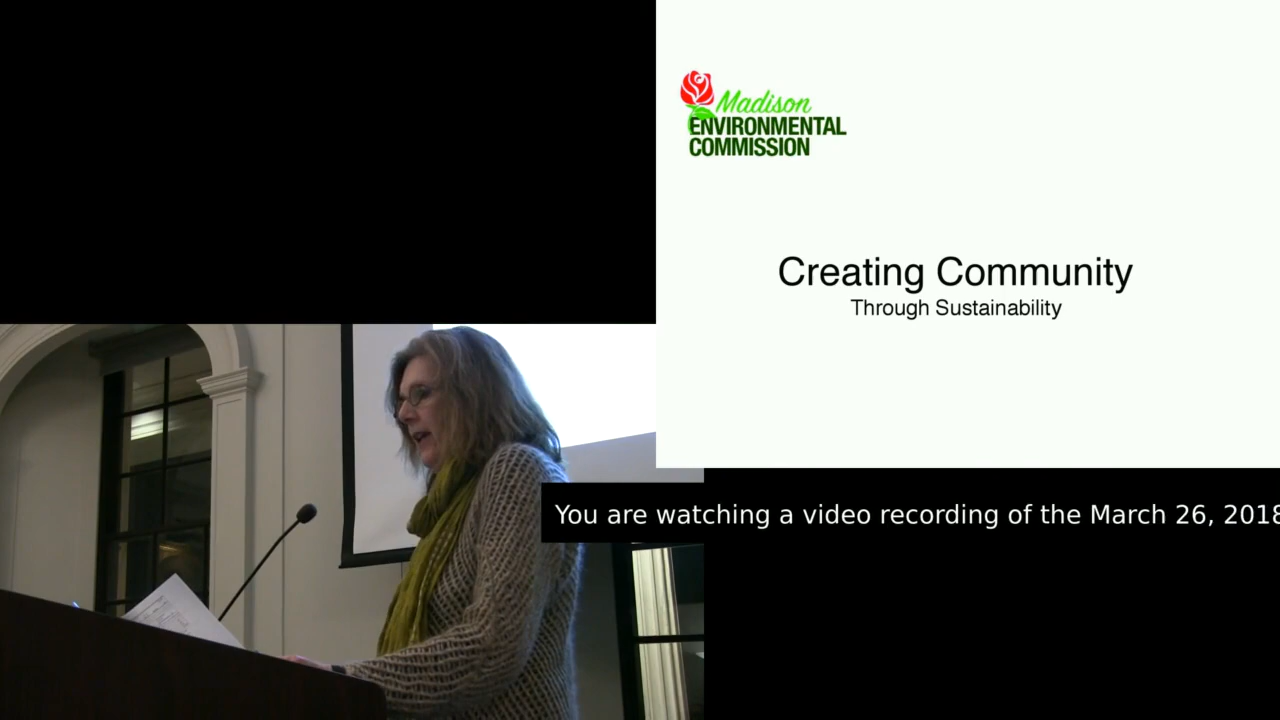 Madison
ENVIRONMENTAL
COMMISSION
Creating Community
Through Sustainability
You are watching a video recording of the March 26, 2018